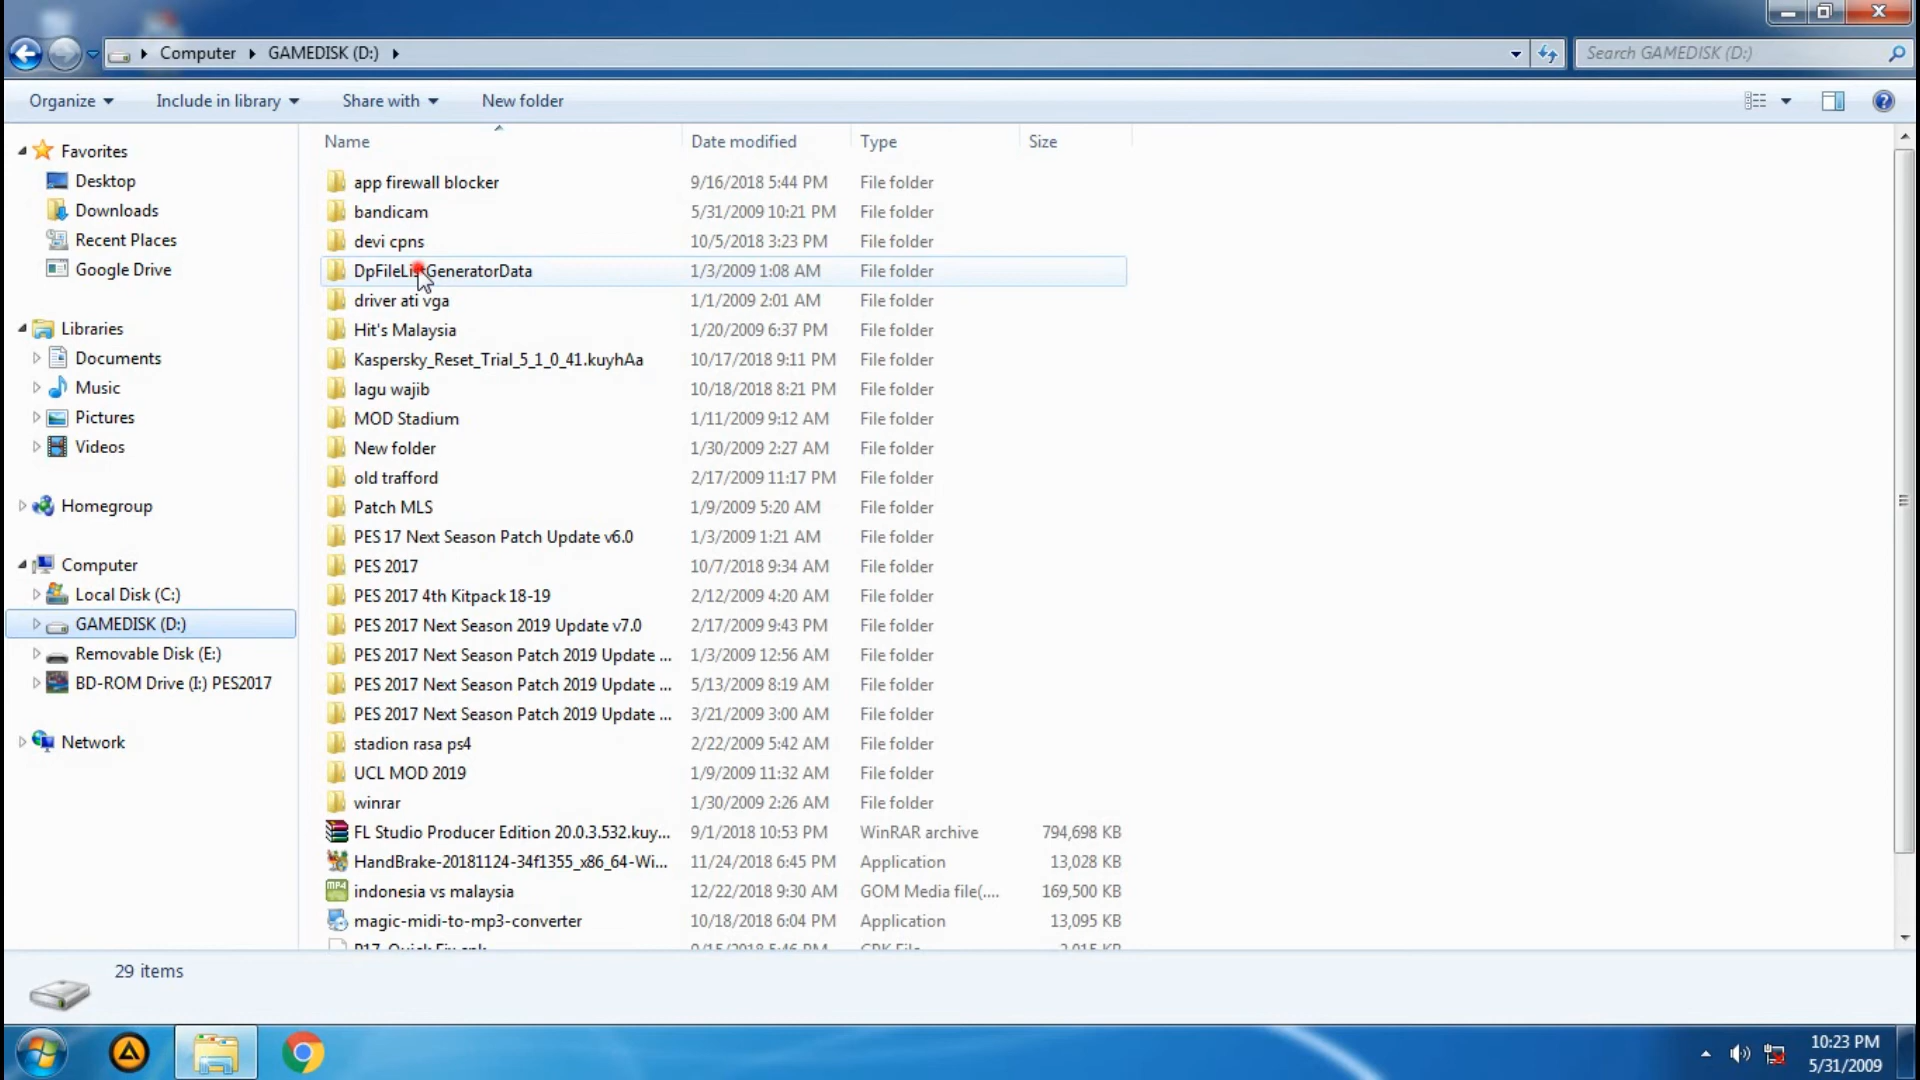 Computer GAMEDISK (D:) Search GAMEDISK (D:)
Organize Include in library Share with New folder
Name Date modified Type Size
Favorites
Desktop
Downloads
Recent Places
Google Drive
Libraries
Documents
Music
Pictures
Videos
Homegroup
Computer
Local Disk (C:)
GAMEDISK (D:)
Removable Disk (E:)
BD-ROM Drive (I:) PES2017
Network
app firewall blocker 9/16/2018 5:44 PM File folder
bandicam 5/31/2009 10:21 PM File folder
devi cpns 10/5/2018 3:23 PM File folder
DpFileListGeneratorData 1/3/2009 1:08 AM File folder
driver ati vga 1/1/2009 2:01 AM File folder
Hit's Malaysia 1/20/2009 6:37 PM File folder
Kaspersky_Reset_Trial_5_1_0_41.kuyhAa 10/17/2018 9:11 PM File folder
lagu wajib 10/18/2018 8:21 PM File folder
MOD Stadium 1/11/2009 9:12 AM File folder
New folder 1/30/2009 2:27 AM File folder
old trafford 2/17/2009 11:17 PM File folder
Patch MLS 1/9/2009 5:20 AM File folder
PES 17 Next Season Patch Update v6.0 1/3/2009 1:21 AM File folder
PES 2017 10/7/2018 9:34 AM File folder
PES 2017 4th Kitpack 18-19 2/12/2009 4:20 AM File folder
PES 2017 Next Season 2019 Update v7.0 2/17/2009 9:43 PM File folder
PES 2017 Next Season Patch 2019 Update ... 1/3/2009 12:56 AM File folder
PES 2017 Next Season Patch 2019 Update ... 5/13/2009 8:19 AM File folder
PES 2017 Next Season Patch 2019 Update ... 3/21/2009 3:00 AM File folder
stadion rasa ps4 2/22/2009 5:42 AM File folder
UCL MOD 2019 1/9/2009 11:32 AM File folder
winrar 1/30/2009 2:26 AM File folder
FL Studio Producer Edition 20.0.3.532.kuy... 9/1/2018 10:53 PM WinRAR archive 794,698 KB
HandBrake-20181124-34f1355_x86_64-Wi... 11/24/2018 6:45 PM Application 13,028 KB
indonesia vs malaysia 12/22/2018 9:30 AM GOM Media file(.... 169,500 KB
magic-midi-to-mp3-converter 10/18/2018 6:04 PM Application 13,095 KB
29 items
10:23 PM
5/31/2009